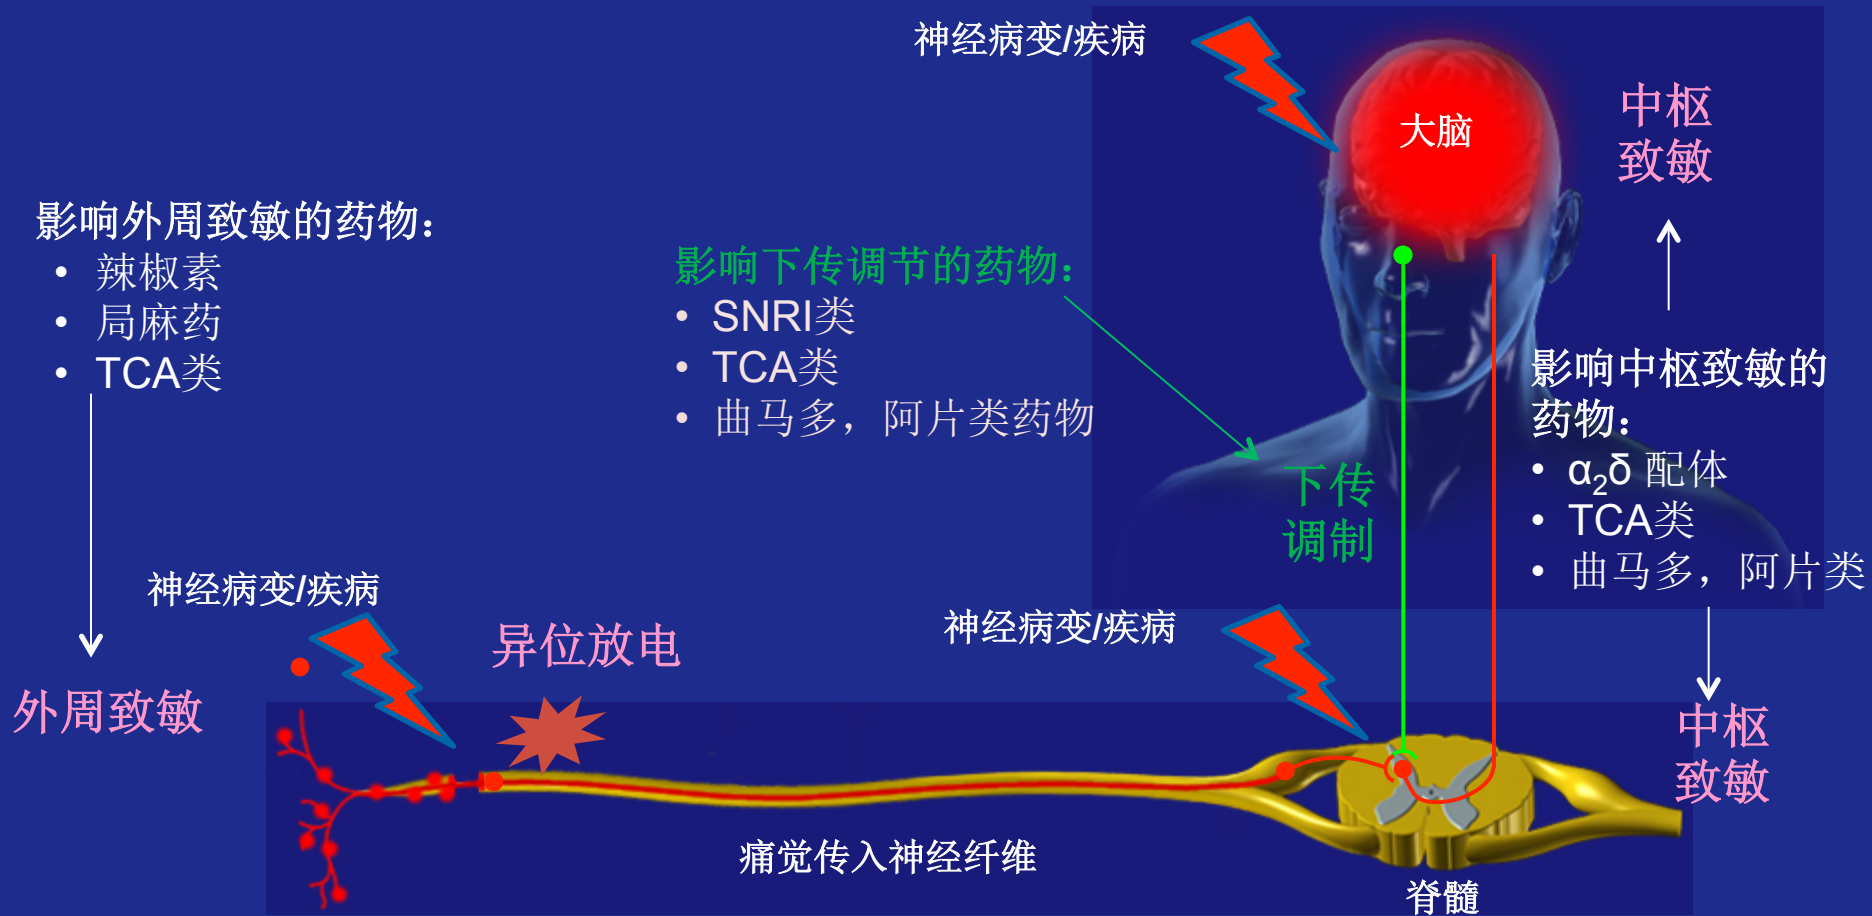 神经病变/疾病
大脑
中枢
致敏
影响外周致敏的药物：
• 辣椒素
• 局麻药
• TCA类
影响下传调节的药物：
• SNRI类
• TCA类
• 曲马多，阿片类药物
影响中枢致敏的
药物：
• α₂δ 配体
• TCA类
• 曲马多，阿片类
下传
调制
神经病变/疾病
异位放电
神经病变/疾病
外周致敏
中枢
致敏
痛觉传入神经纤维
脊髓